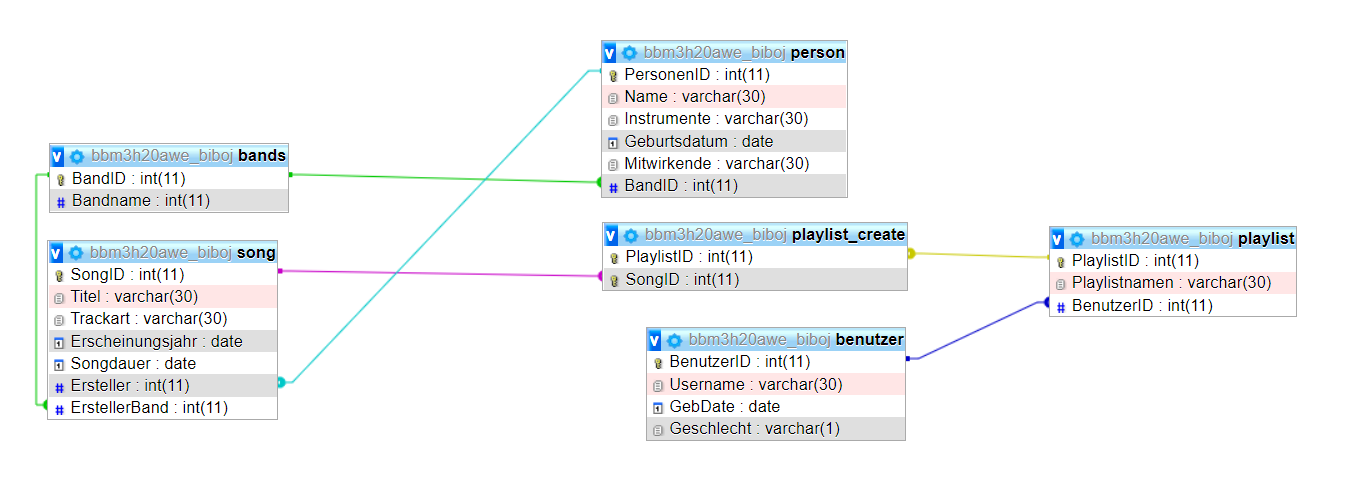 bbm3h20awe_biboj person
PersonenID : int(11)
Name : varchar(30)
Instrumente : varchar(30)
Geburtsdatum : date
Mitwirkende : varchar(30)
BandID : int(11)
bbm3h20awe_biboj bands
BandID : int(11)
Bandname : int(11)
bbm3h20awe_biboj song
SongID : int(11)
Titel : varchar(30)
Trackart : varchar(30)
Erscheinungsjahr : date
Songdauer : date
Ersteller : int(11)
ErstellerBand : int(11)
bbm3h20awe_biboj playlist_create
PlaylistID : int(11)
SongID : int(11)
bbm3h20awe_biboj playlist
PlaylistID : int(11)
Playlistnamen : varchar(30)
BenutzerID : int(11)
bbm3h20awe_biboj benutzer
BenutzerID : int(11)
Username : varchar(30)
GebDate : date
Geschlecht : varchar(1)